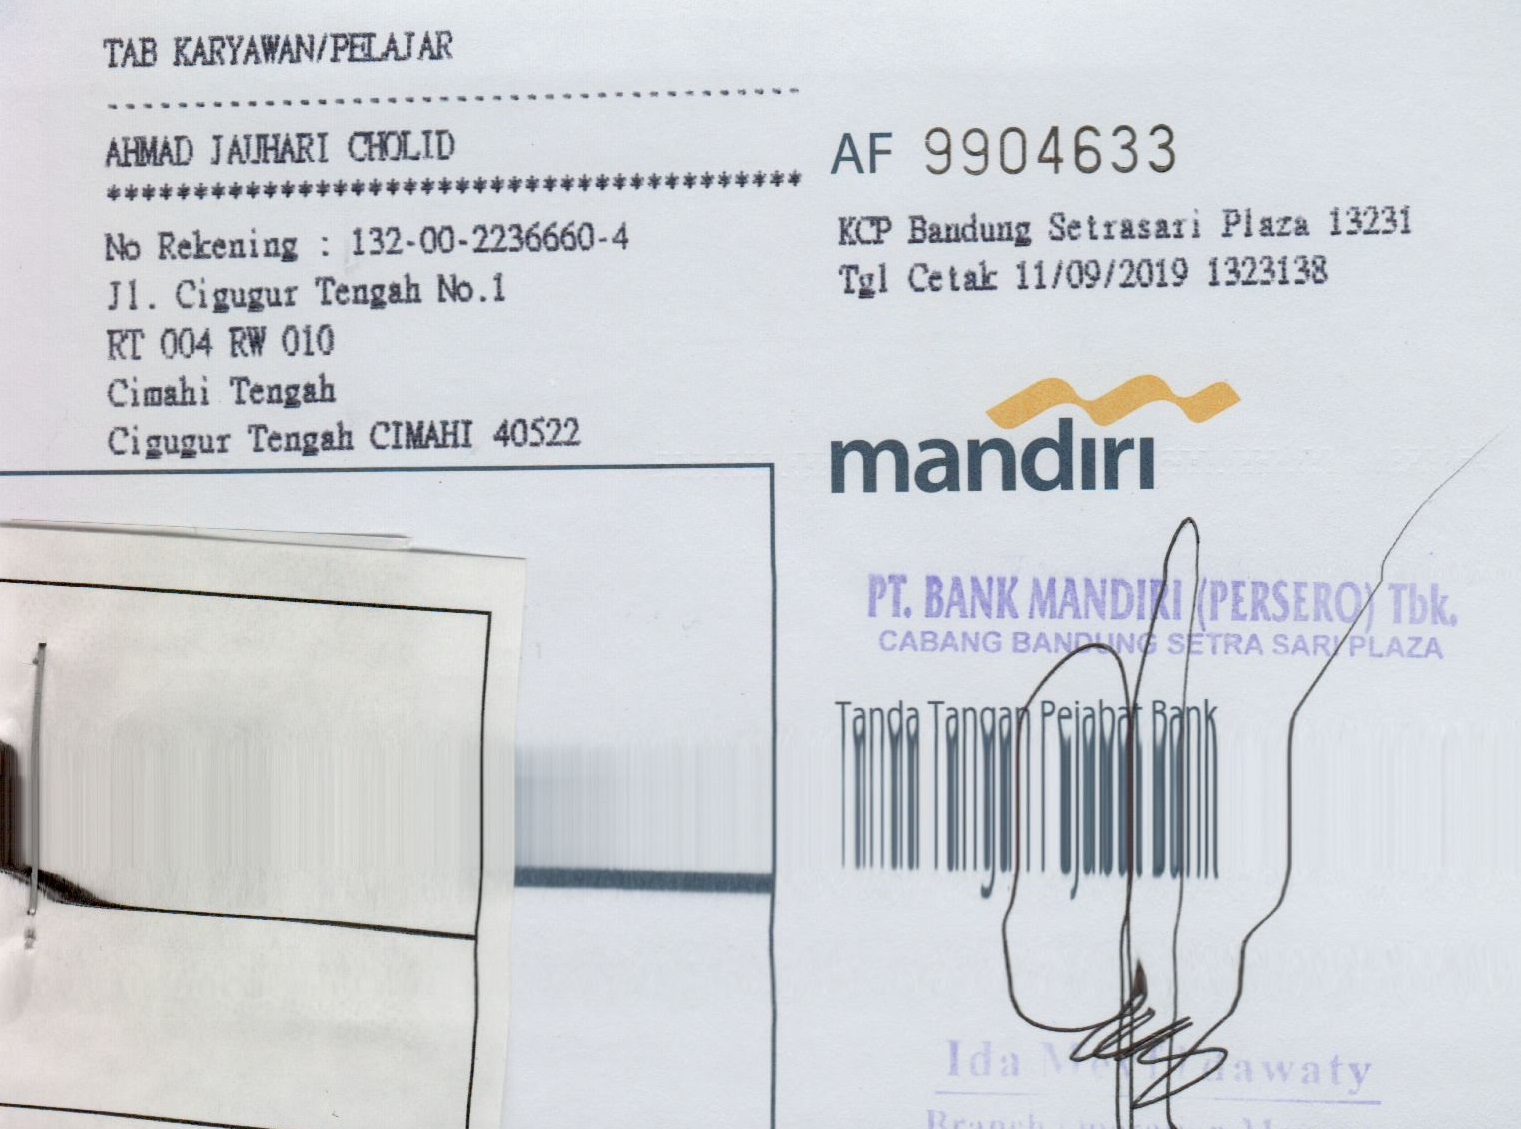 TAB KARYAWAN/PELAJAR
AHMAD JAUHARI CHOLID
****************************************
No Rekening : 132-00-2236660-4
Jl. Cigugur Tengah No.1
RT 004 RW 010
Cimahi Tengah
Cigugur Tengah CIMAHI 40522
AF 9904633
KCP Bandung Setrasari Plaza 13231
Tgl Cetak 11/09/2019 1323138
mandiri
PT. BANK MANDIRI (PERSERO) Tbk.
CABANG BANDUNG SETRA SARI PLAZA
Tanda Tangan Pejabat Bank
Ida
Branch